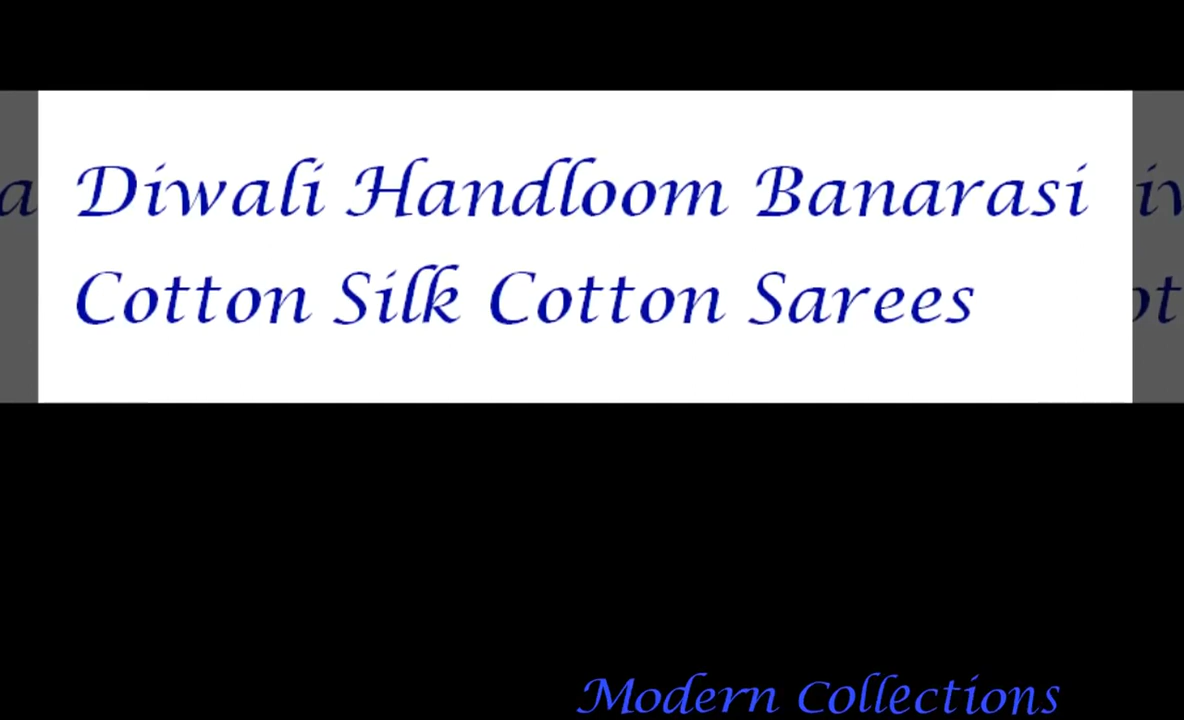 Diwali Handloom Banarasi
Cotton Silk Cotton Sarees
Modern Collections